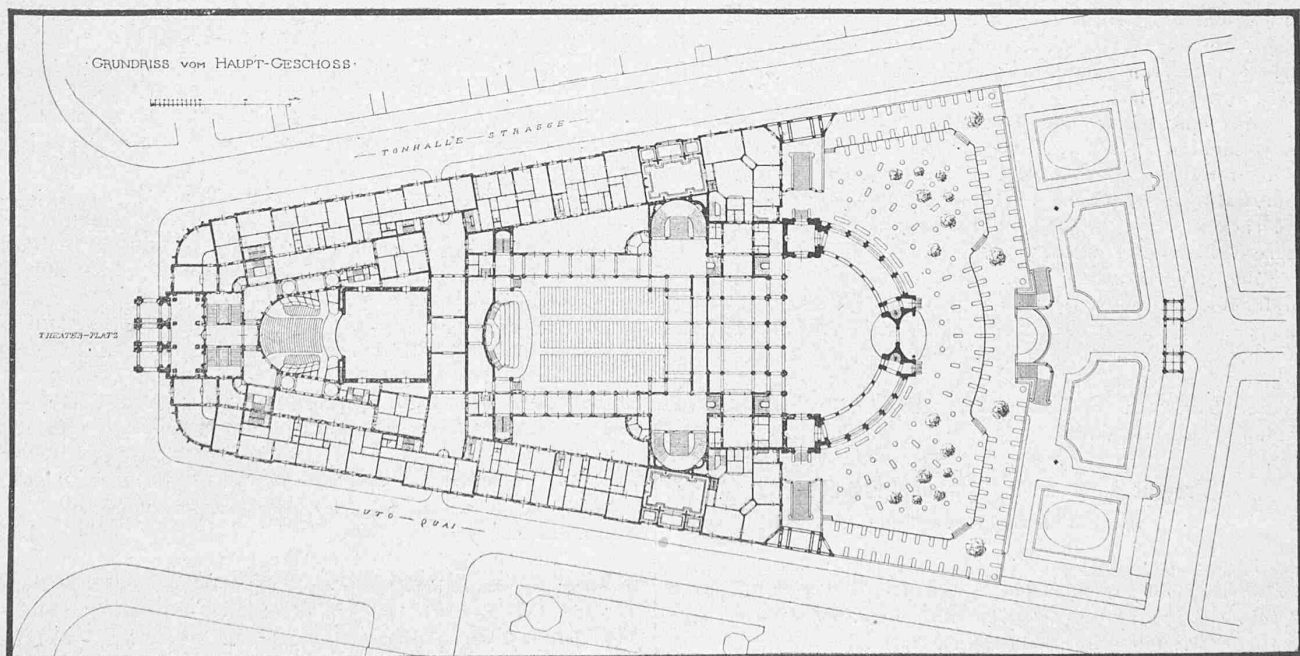 · GRUNDRISS VOM HAUPT-GESCHOSS ·
— TONHALLE - STRASSE —
THEATER-PLATZ
— UTO - QUAI —